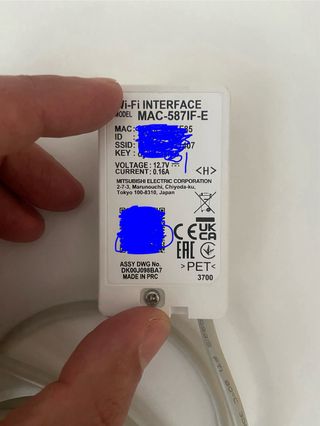 Wi-Fi INTERFACE
MODEL MAC-587IF-E
MAC:
ID :
SSID:
KEY :
VOLTAGE : 12.7V
CURRENT: 0.16A
<H>
MITSUBISHI ELECTRIC CORPORATION
2-7-3, Marunouchi, Chiyoda-ku,
Tokyo 100-8310, Japan
CE UK CA
EAC
>PET<
ASSY DWG No.
DK00J098BA7
MADE IN PRC
3700